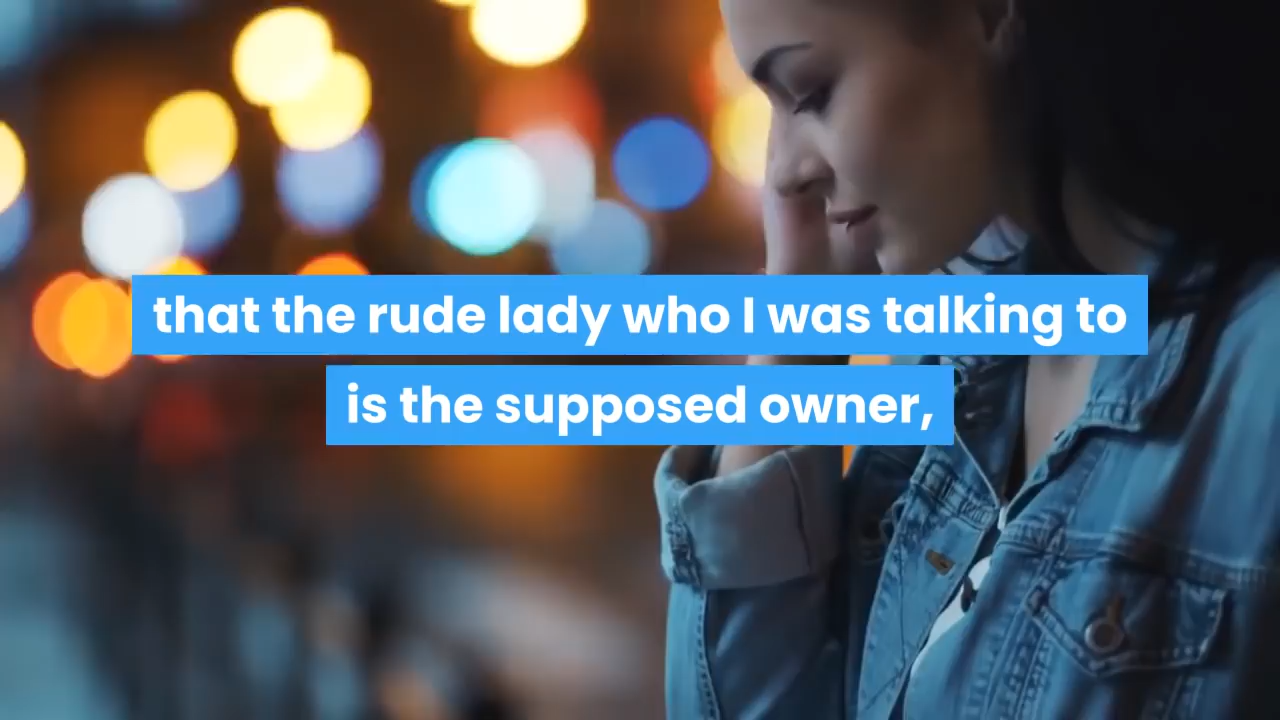 that the rude lady who I was talking to
is the supposed owner,